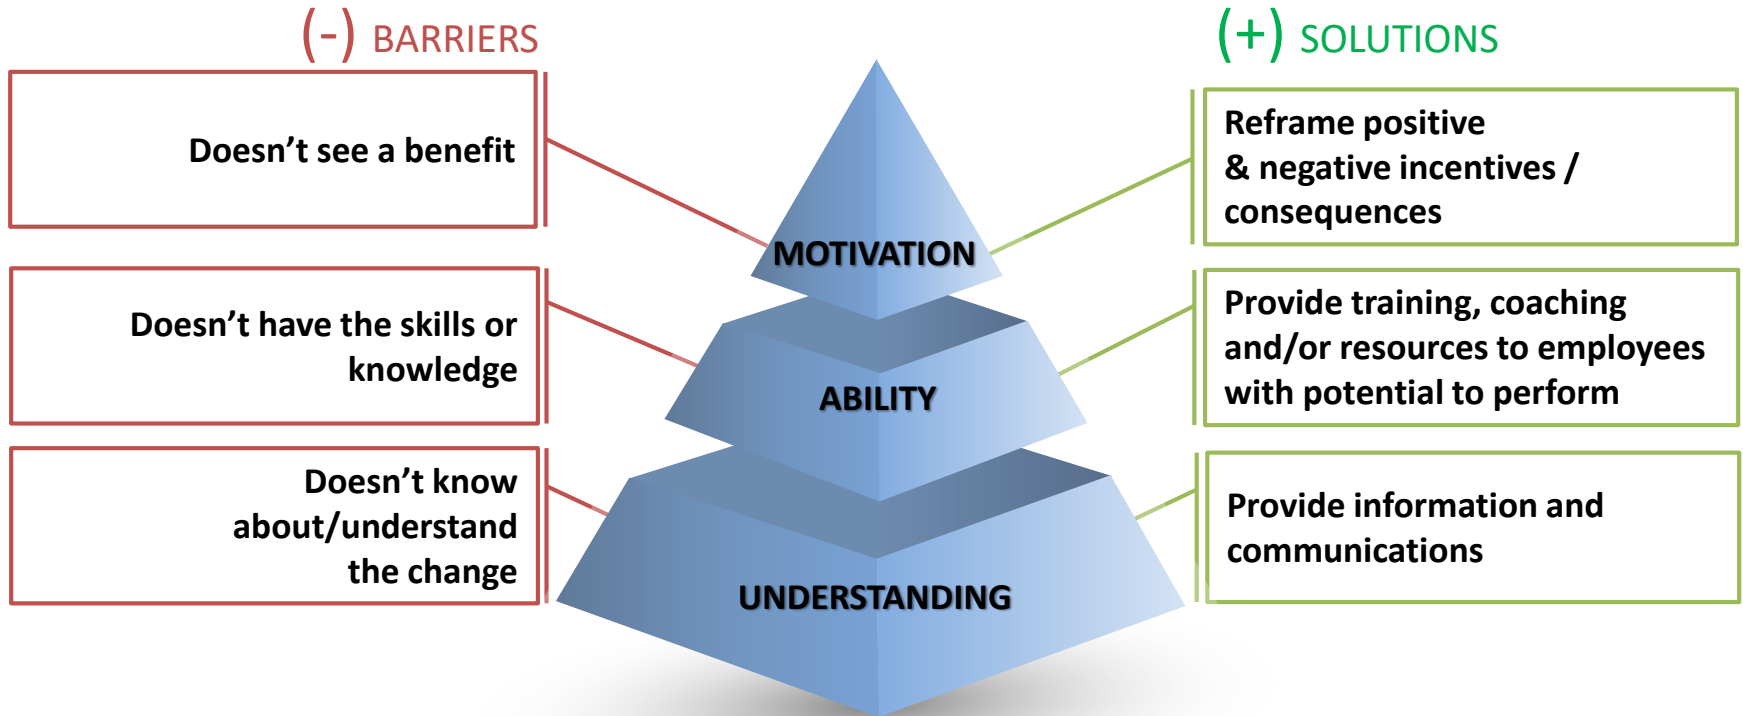 (-) BARRIERS
(+) SOLUTIONS
Doesn’t see a benefit
MOTIVATION
Reframe positive
& negative incentives /
consequences
Doesn’t have the skills or
knowledge
ABILITY
Provide training, coaching
and/or resources to employees
with potential to perform
Doesn’t know
about/understand
the change
UNDERSTANDING
Provide information and
communications